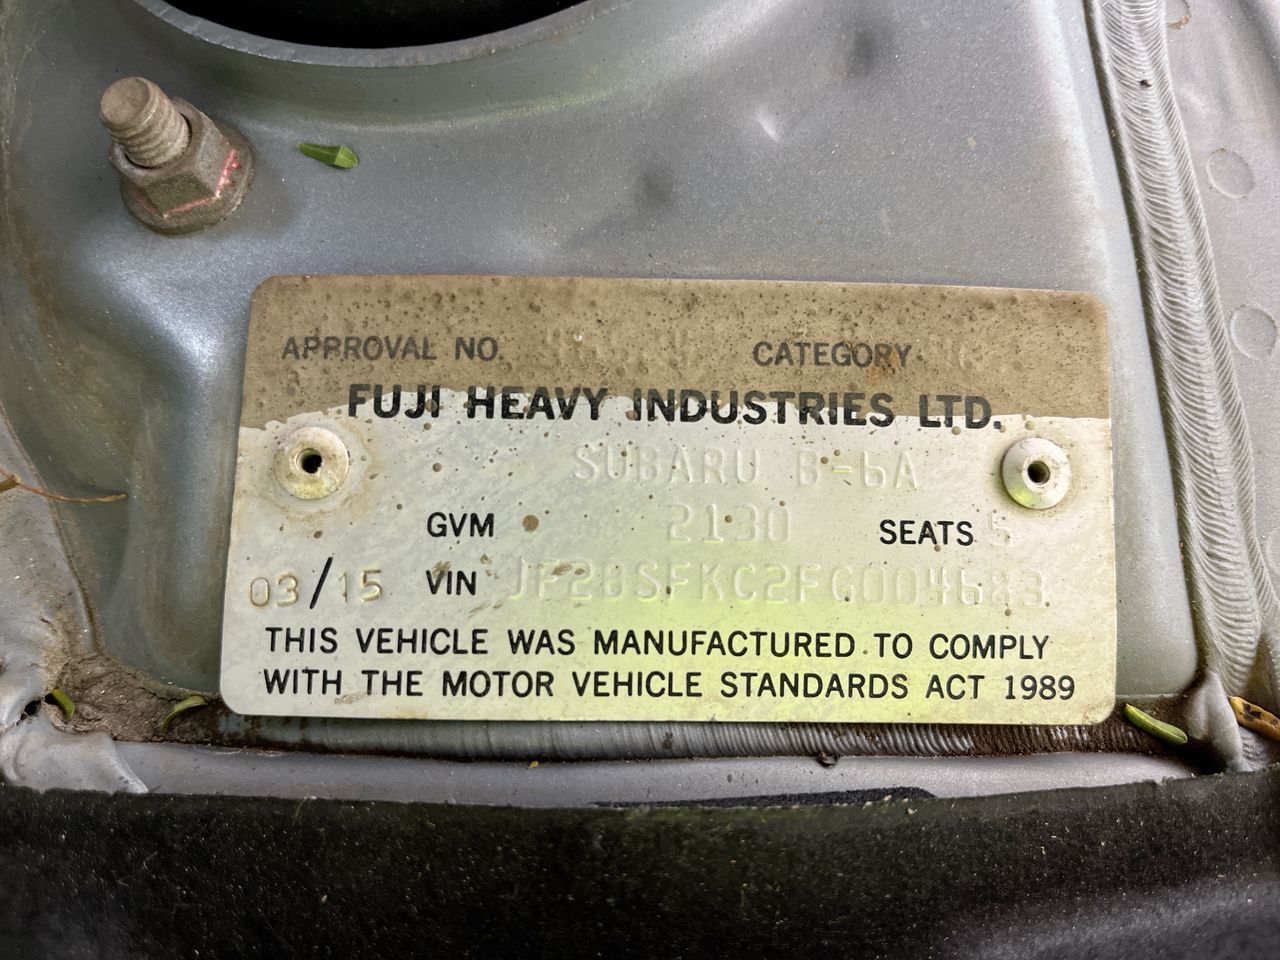 APPROVAL NO. CATEGORY
FUJI HEAVY INDUSTRIES LTD.
SUBARU B-6A
GVM 2130 SEATS 5
03/15 VIN JF2GSFKC2FG004683
THIS VEHICLE WAS MANUFACTURED TO COMPLY
WITH THE MOTOR VEHICLE STANDARDS ACT 1989